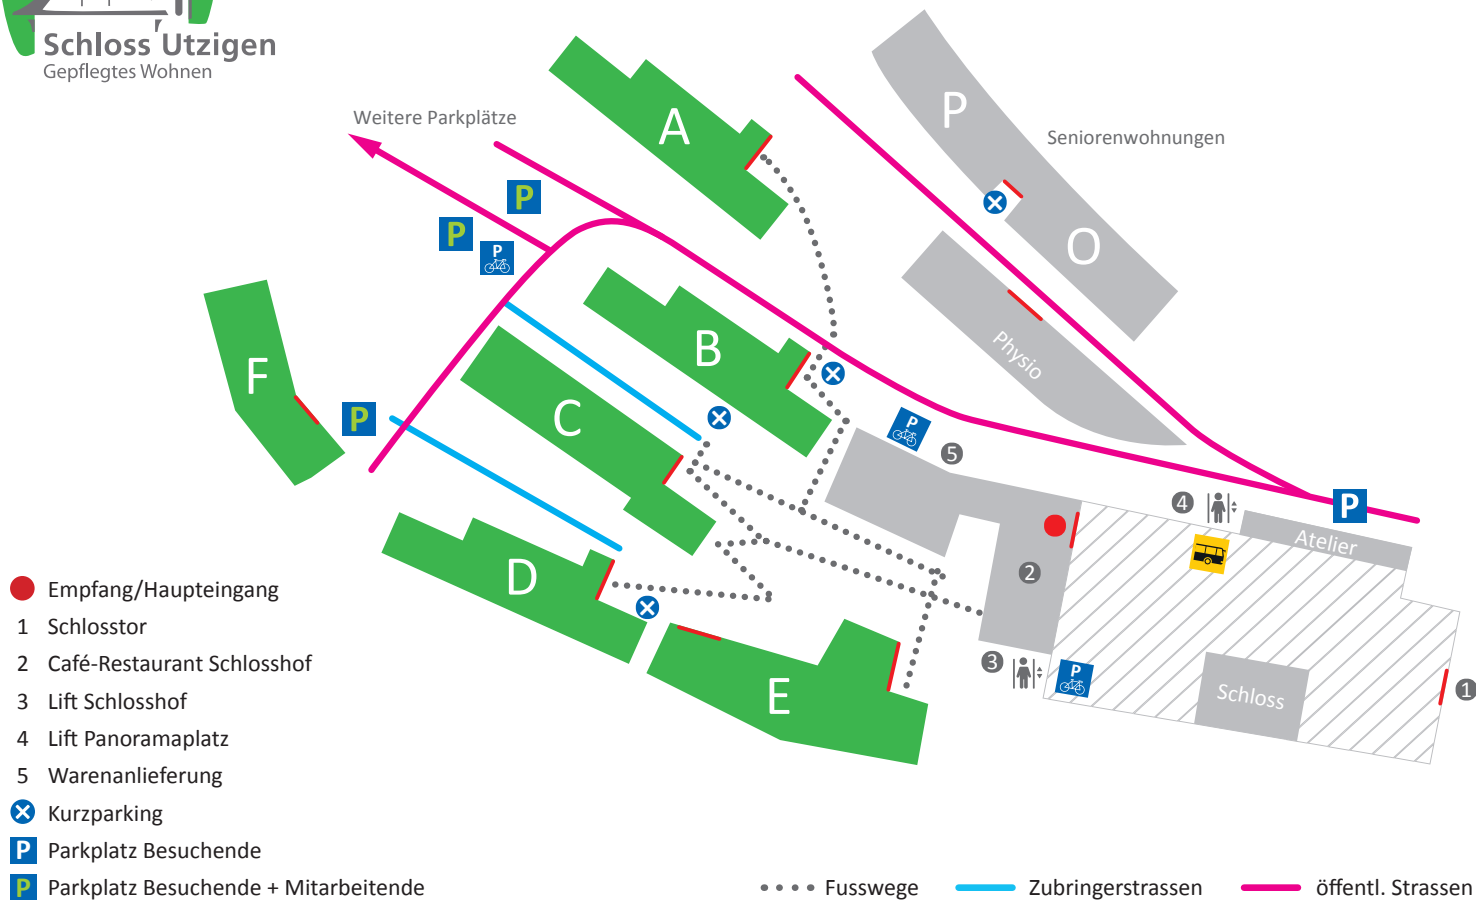 Schloss Utzigen
Gepflegtes Wohnen
Weitere Parkplätze
A
P
Seniorenwohnungen
O
P
P
P
B
Physio
F
C
P
P
5
4
P
Atelier
D
2
3
P
E
Schloss
1
Empfang/Haupteingang
1 Schlosstor
2 Café-Restaurant Schlosshof
3 Lift Schlosshof
4 Lift Panoramaplatz
5 Warenanlieferung
Kurzparking
P Parkplatz Besuchende
P Parkplatz Besuchende + Mitarbeitende
Fusswege
Zubringerstrassen
öffentl. Strassen